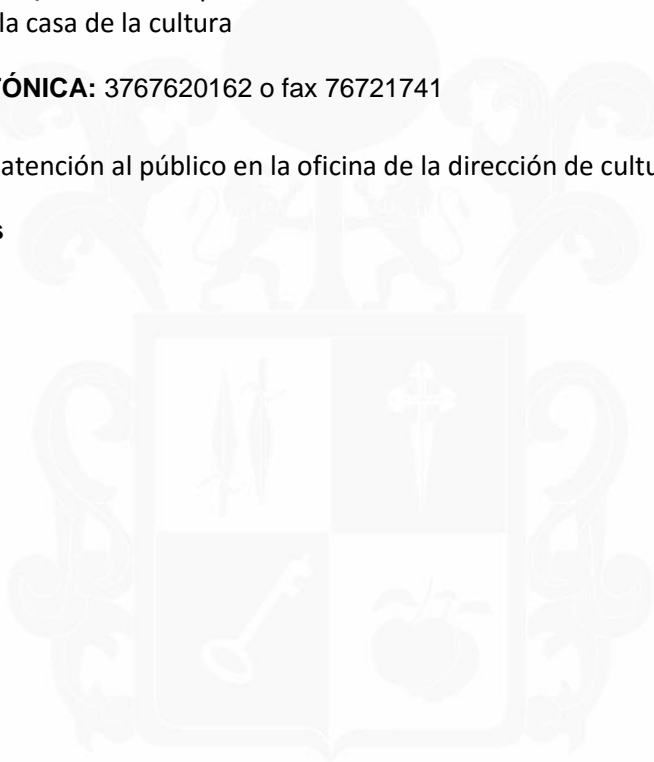 la casa de la cultura
TÓNICA: 3767620162 o fax 76721741
atención al público en la oficina de la dirección de cultu
s